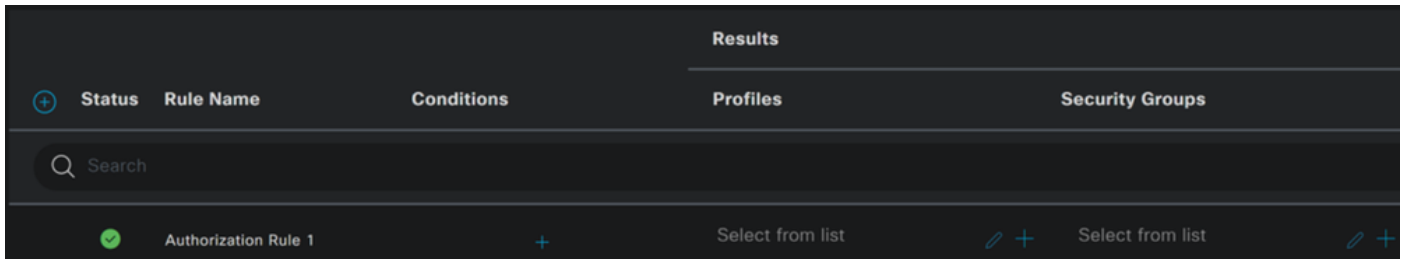 Results
Status Rule Name Conditions Profiles Security Groups
Search
Authorization Rule 1 Select from list Select from list